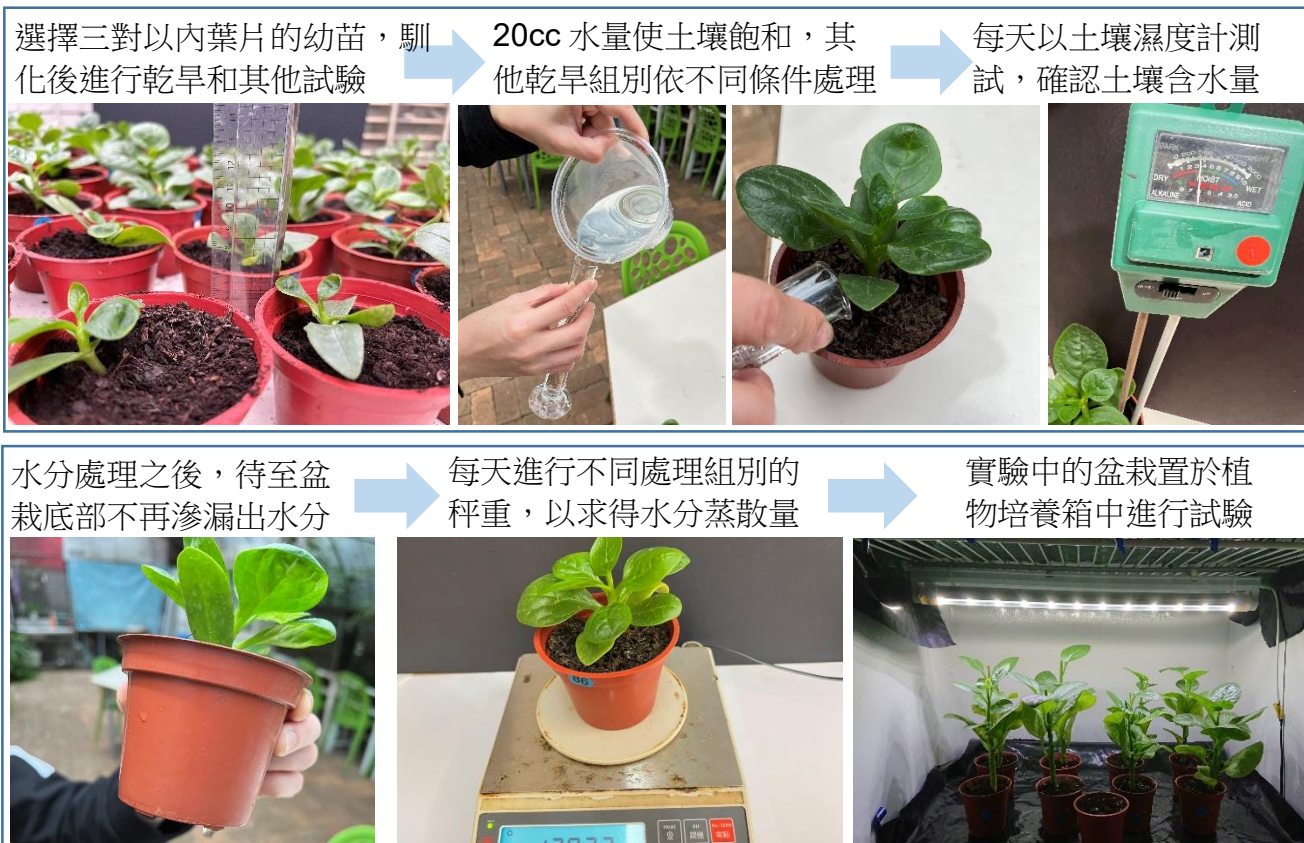 選擇三對以內葉片的幼苗，馴
化後進行乾旱和其他試驗
20cc 水量使土壤飽和，其
他乾旱組別依不同條件處理
每天以土壤濕度計測
試，確認土壤含水量
DARK
LIGHT
DRY
MOIST
WET
ALKALINE
ACID
水分處理之後，待至盆
栽底部不再滲漏出水分
每天進行不同處理組別的
秤重，以求得水分蒸散量
實驗中的盆栽置於植
物培養箱中進行試驗
86